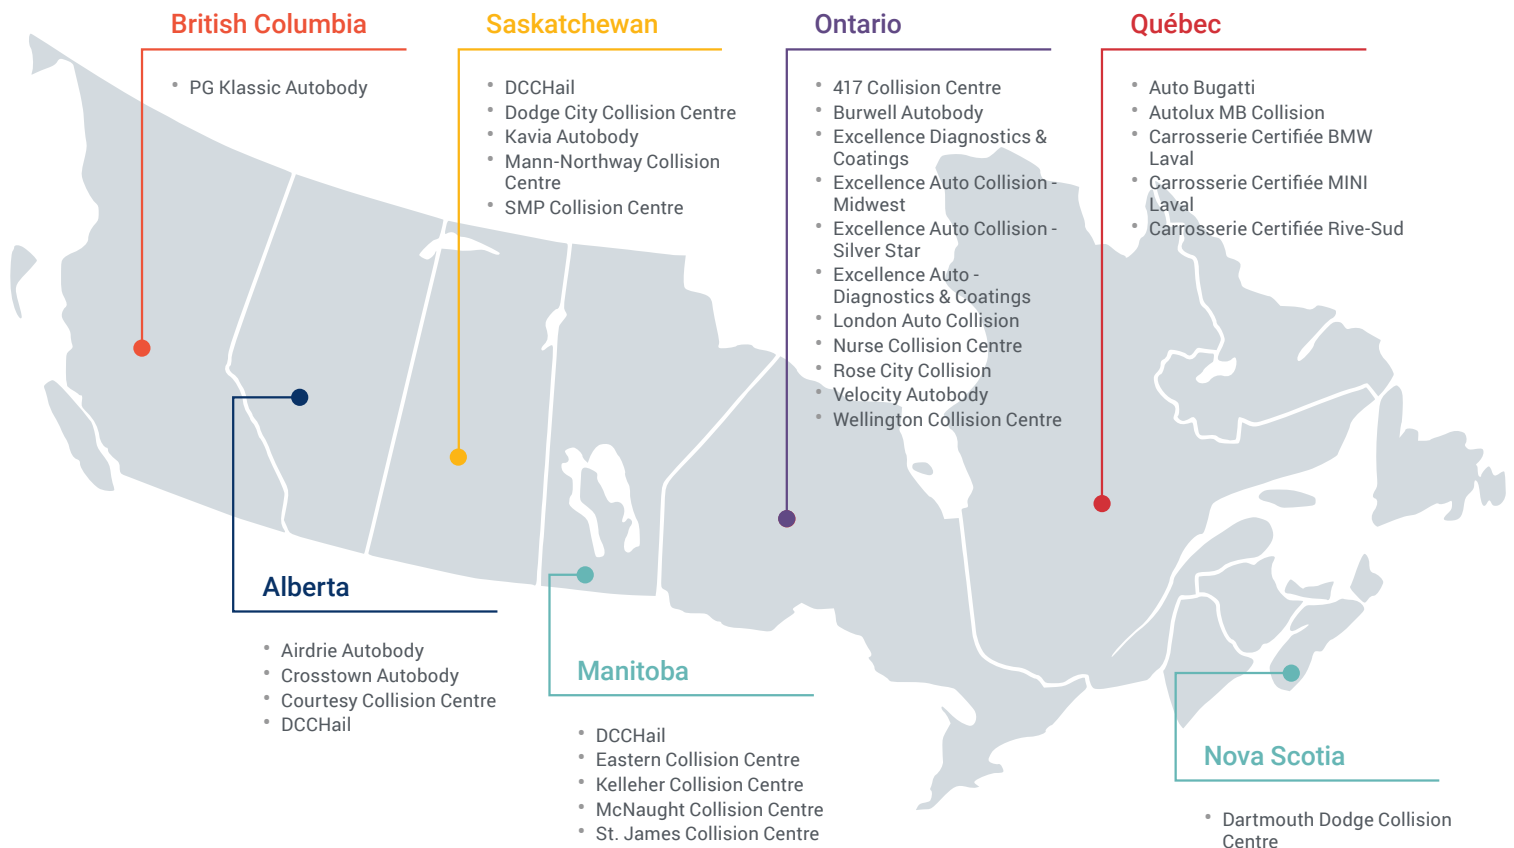 British Columbia
• PG Klassic Autobody
Saskatchewan
• DCCHail
• Dodge City Collision Centre
• Kavia Autobody
• Mann-Northway Collision
Centre
• SMP Collision Centre
Ontario
• 417 Collision Centre
• Burwell Autobody
• Excellence Diagnostics &
Coatings
• Excellence Auto Collision -
Midwest
• Excellence Auto Collision -
Silver Star
• Excellence Auto -
Diagnostics & Coatings
• London Auto Collision
• Nurse Collision Centre
• Rose City Collision
• Velocity Autobody
• Wellington Collision Centre
Québec
• Auto Bugatti
• Autolux MB Collision
• Carrosserie Certifiée BMW
Laval
• Carrosserie Certifiée MINI
Laval
• Carrosserie Certifiée Rive-Sud
Alberta
• Airdrie Autobody
• Crosstown Autobody
• Courtesy Collision Centre
• DCCHail
Manitoba
• DCCHail
• Eastern Collision Centre
• Kelleher Collision Centre
• McNaught Collision Centre
• St. James Collision Centre
Nova Scotia
• Dartmouth Dodge Collision
Centre